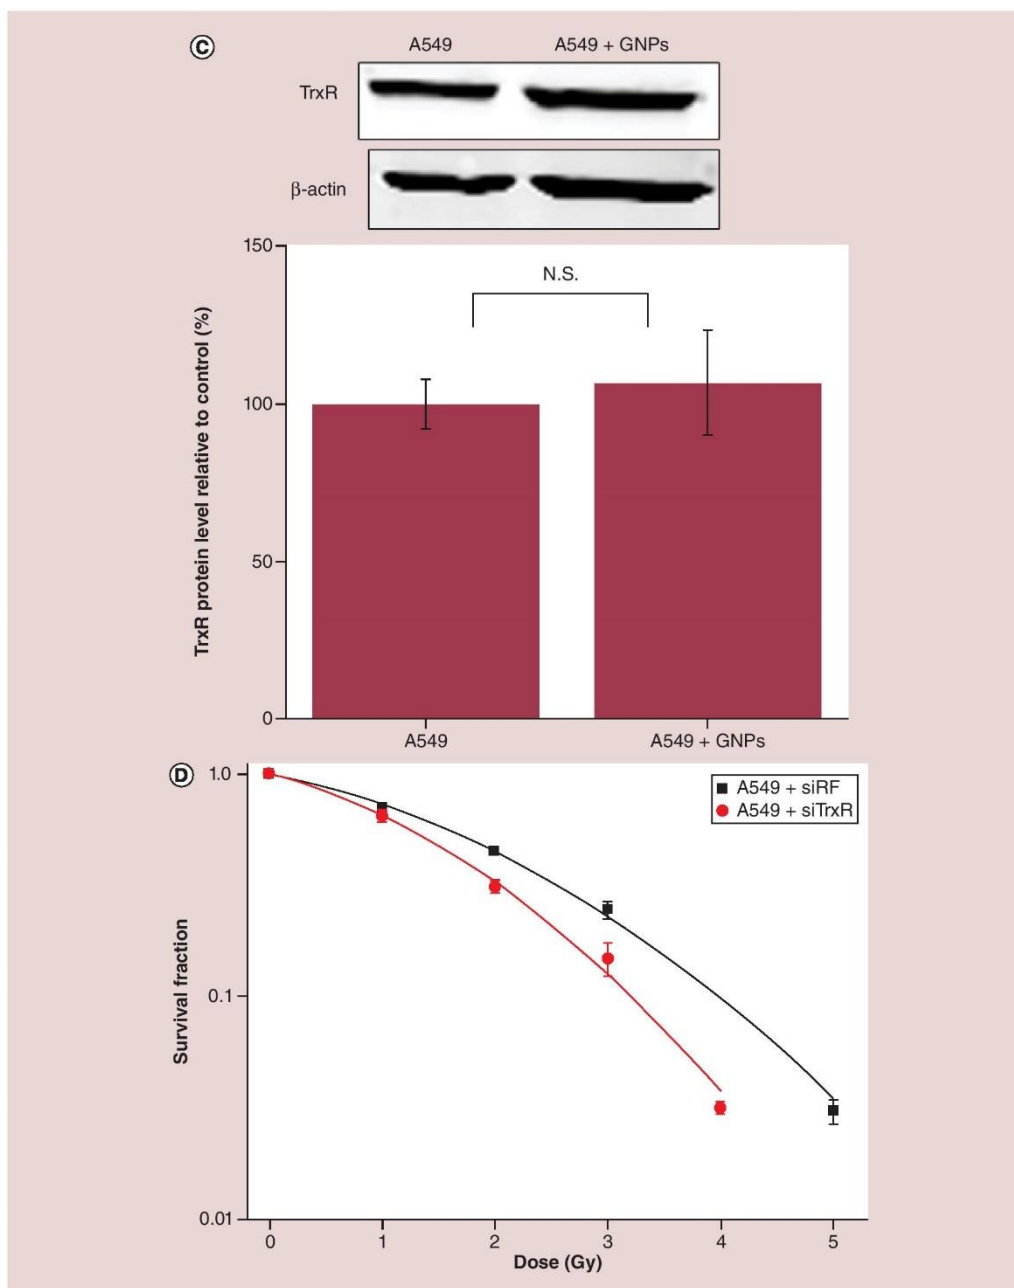 C
A549 A549 + GNPs
TrxR
β-actin
TrxR protein level relative to control (%)
150
N.S.
100
50
0
A549 A549 + GNPs
D
Survival fraction
1.0
A549 + siRF
A549 + siTrxR
0.1
0.01
0 1 2 3 4 5
Dose (Gy)